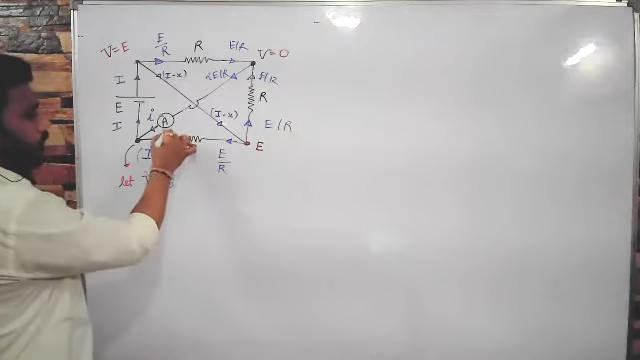 V=E E/R R E/R V=0
I (I-x) 2E/R E/R
E R
I i (I-x) E/R
A
E
E/R
let